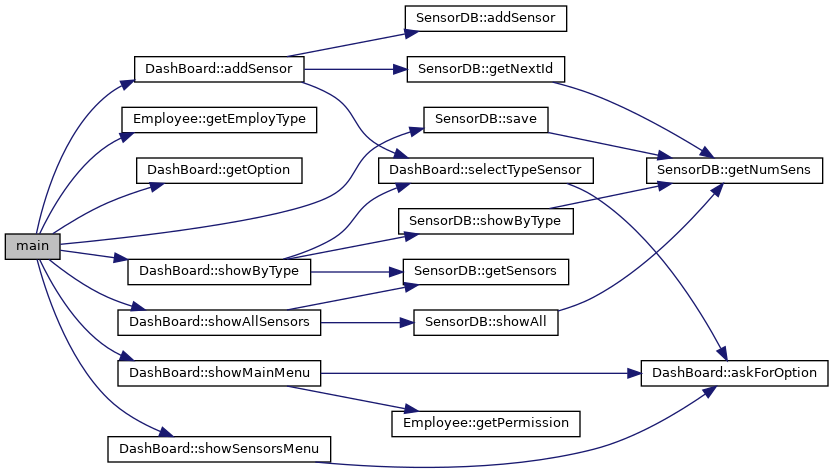 SensorDB::addSensor
DashBoard::addSensor
SensorDB::getNextId
Employee::getEmployType
SensorDB::save
DashBoard::getOption
DashBoard::selectTypeSensor
SensorDB::getNumSens
SensorDB::showByType
main
DashBoard::showByType
SensorDB::getSensors
DashBoard::showAllSensors
SensorDB::showAll
DashBoard::showMainMenu
DashBoard::askForOption
Employee::getPermission
DashBoard::showSensorsMenu